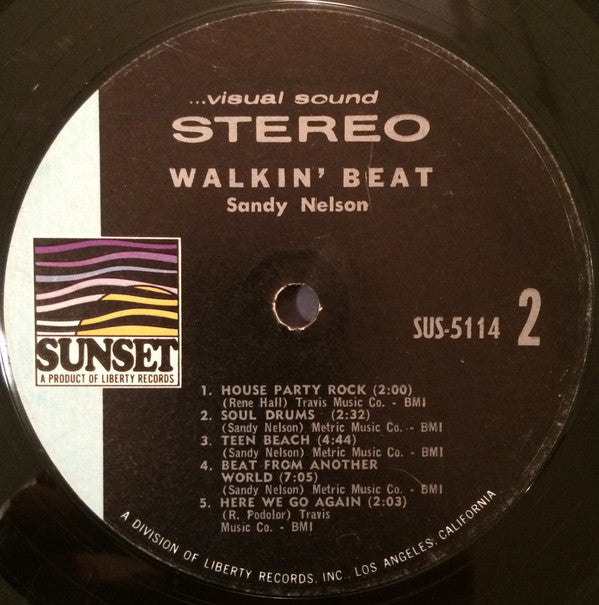 ...visual sound
STEREO
WALKIN' BEAT
Sandy Nelson
SUNSET
A PRODUCT OF LIBERTY RECORDS
SUS-5114 2
1. HOUSE PARTY ROCK (2:00)
(Rene Hall) Travis Music Co. - BMI
2. SOUL DRUMS (2:32)
(Sandy Nelson) Metric Music Co. - BMI
3. TEEN BEACH (4:44)
(Sandy Nelson) Metric Music Co. - BMI
4. BEAT FROM ANOTHER
WORLD (7:05)
(Sandy Nelson) Metric Music Co. - BMI
5. HERE WE GO AGAIN (2:03)
(R. Podolor) Travis
Music Co. - BMI
A DIVISION OF LIBERTY RECORDS, INC., LOS ANGELES, CALIFORNIA